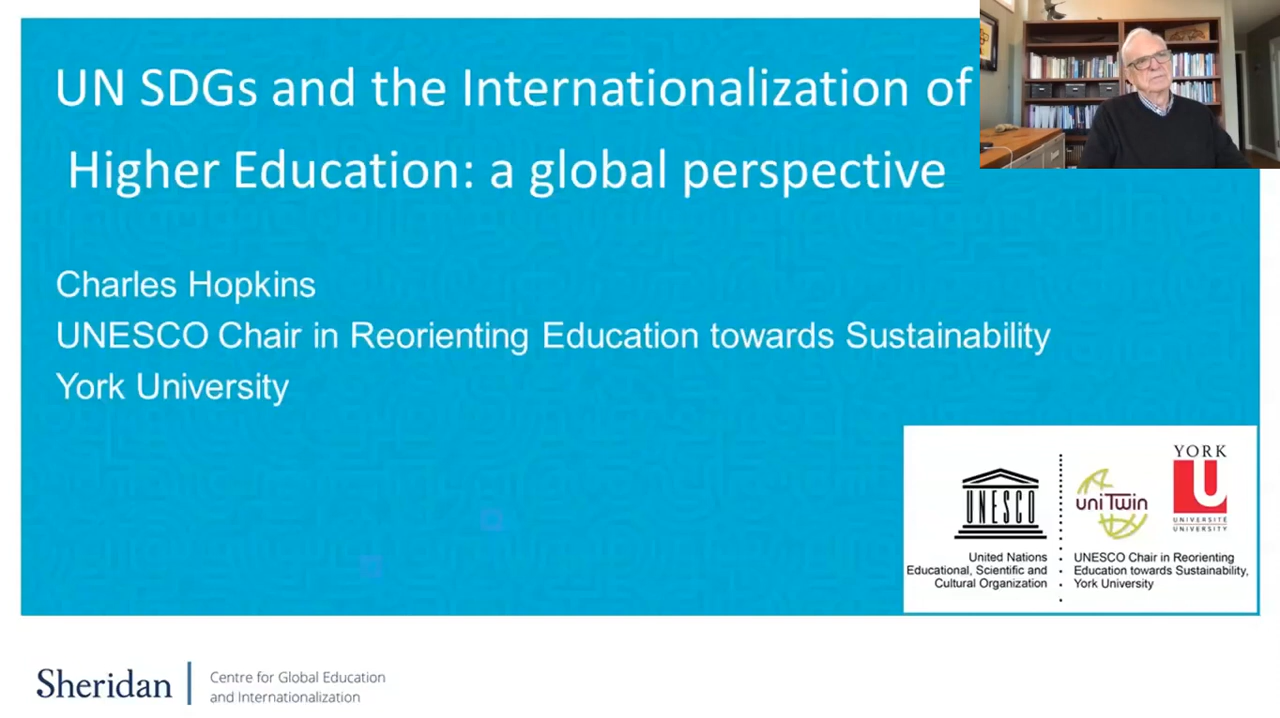 UN SDGs and the Internationalization of
Higher Education: a global perspective
Charles Hopkins
UNESCO Chair in Reorienting Education towards Sustainability
York University
UNESCO
uniTwin
YORK
U
UNIVERSITÉ
UNIVERSITY
United Nations
Educational, Scientific and
Cultural Organization
UNESCO Chair in Reorienting
Education towards Sustainability,
York University
Sheridan
Centre for Global Education
and Internationalization